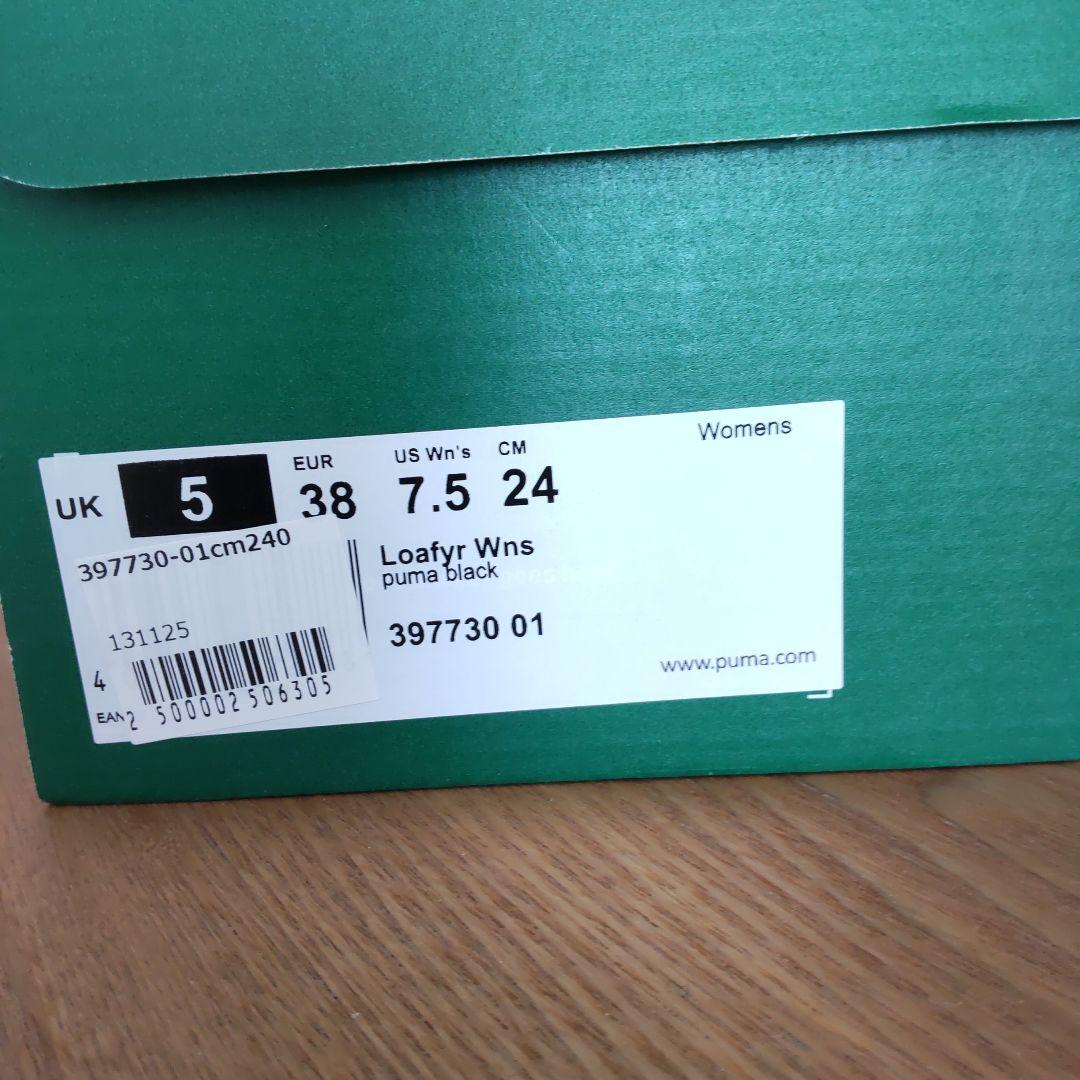 Womens
UK 5 EUR 38 US Wn's 7.5 CM 24
397730-01cm240
Loafyr Wns
puma black
131125
397730 01
www.puma.com
4
EAN
2 500002 506305